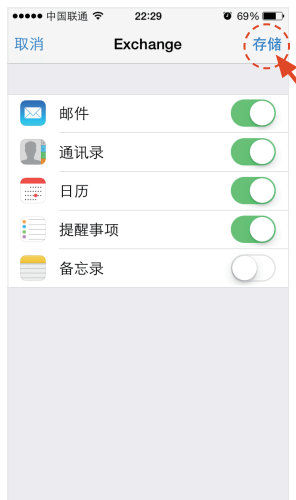 中国联通 22:29 69%
取消 Exchange 存储
邮件
通讯录
日历
提醒事项
备忘录